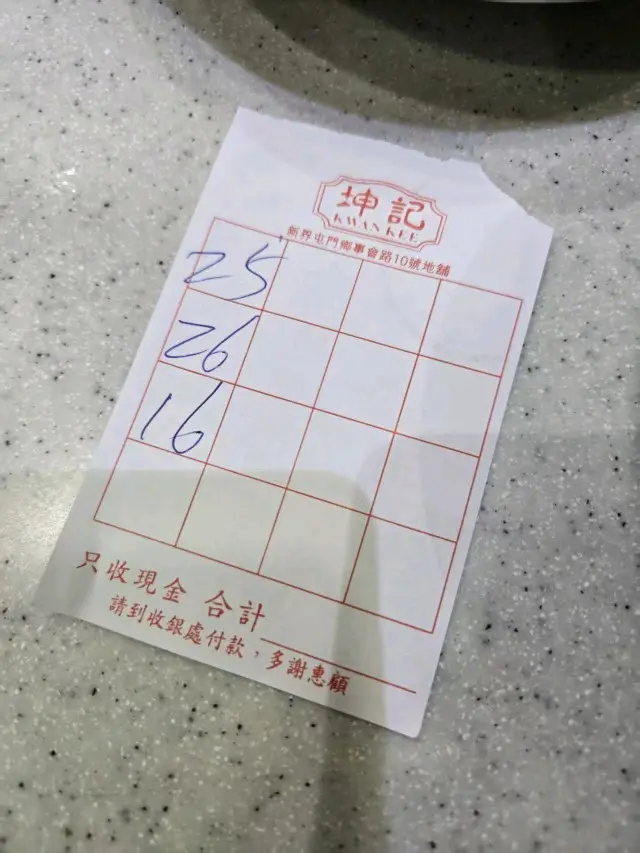 坤記
KWAN KEE
新界屯門鄉事會路10號地舖
25
26
16
只收現金 合計
請到收銀處付款，多謝惠顧